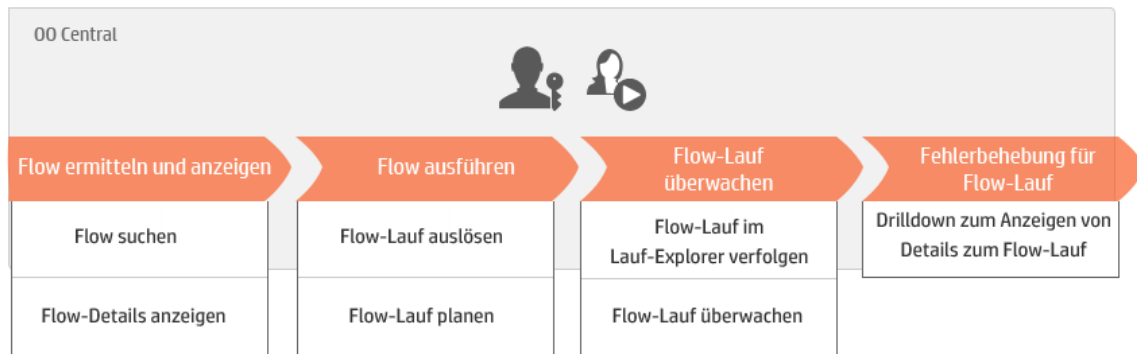 OO Central
Flow ermitteln und anzeigen
Flow ausführen
Flow-Lauf
überwachen
Fehlerbehebung für
Flow-Lauf
Flow suchen
Flow-Lauf auslösen
Flow-Lauf im
Lauf-Explorer verfolgen
Drilldown zum Anzeigen von
Details zum Flow-Lauf
Flow-Details anzeigen
Flow-Lauf planen
Flow-Lauf überwachen